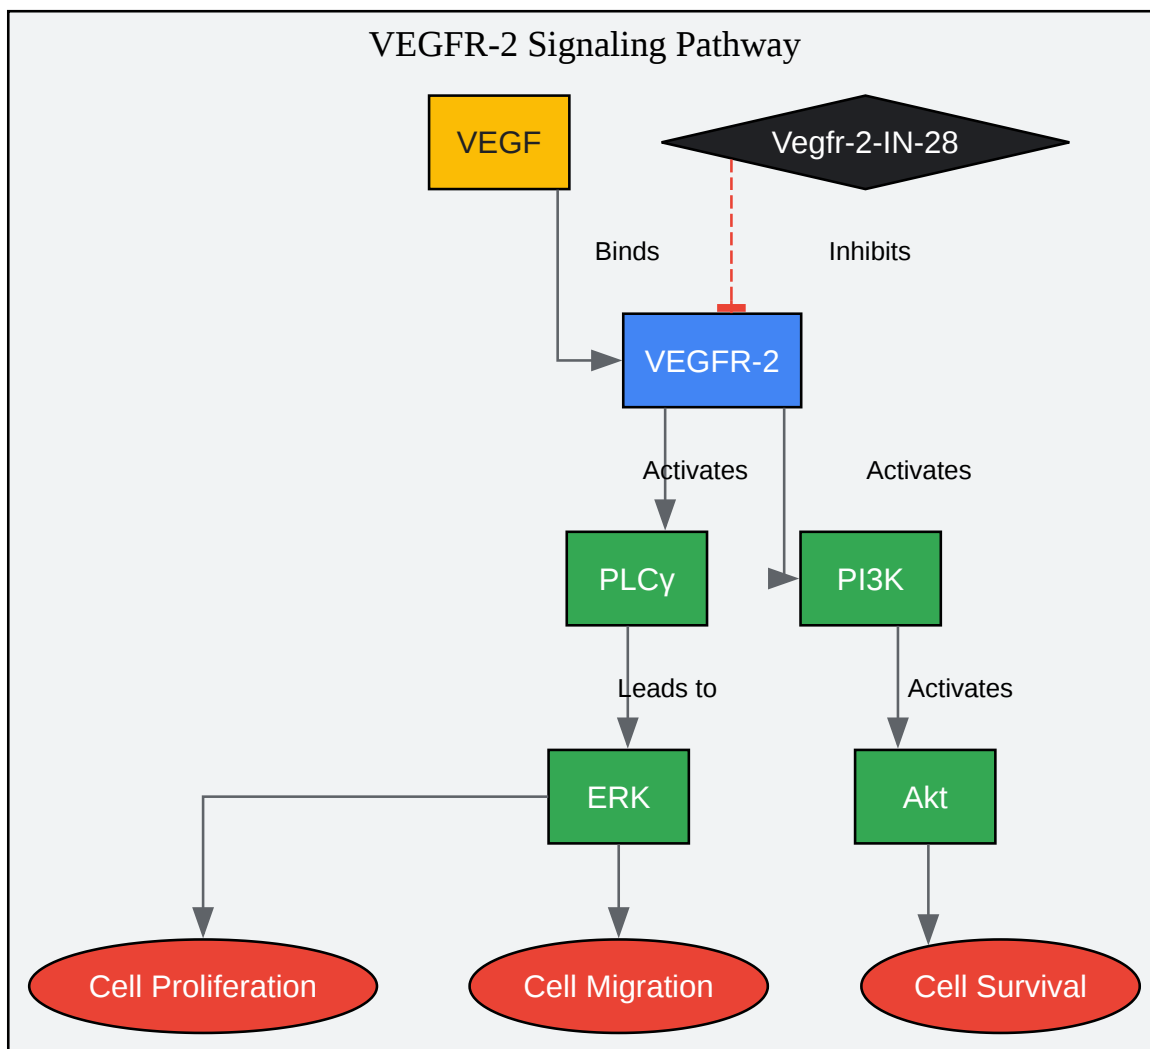 VEGFR-2 Signaling Pathway
VEGF
Vegfr-2-IN-28
Binds
Inhibits
VEGFR-2
Activates
Activates
PLCγ
PI3K
Leads to
Activates
ERK
Akt
Cell Proliferation
Cell Migration
Cell Survival